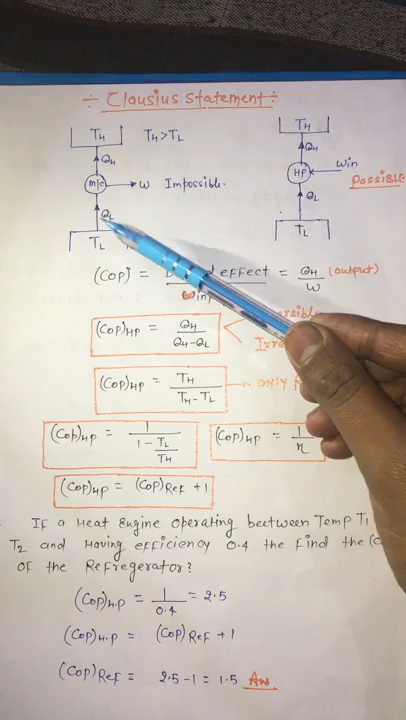 ÷ Clausius Statement ÷
TH TH > TL TH
QH QH
M/C W Impossible. HP Win Possible
QL QL
TL TL
(COP) = effect = QH (output)
Win W
(COP)HP = QH
QH - QL
(COP)HP = TH ONLY
TH - TL
(COP)HP = 1 (COP)HP = 1
1 - TL n
TH
(COP)HP = (COP)Ref + 1
If a Heat Engine Operating beetween Temp T1
T2 and Having efficiency 0.4 the Find the
OF the Refregerator?
(COP)H.P = 1 = 2.5
0.4
(COP)H.P = (COP)Ref + 1
(COP)Ref = 2.5 - 1 = 1.5 Ans